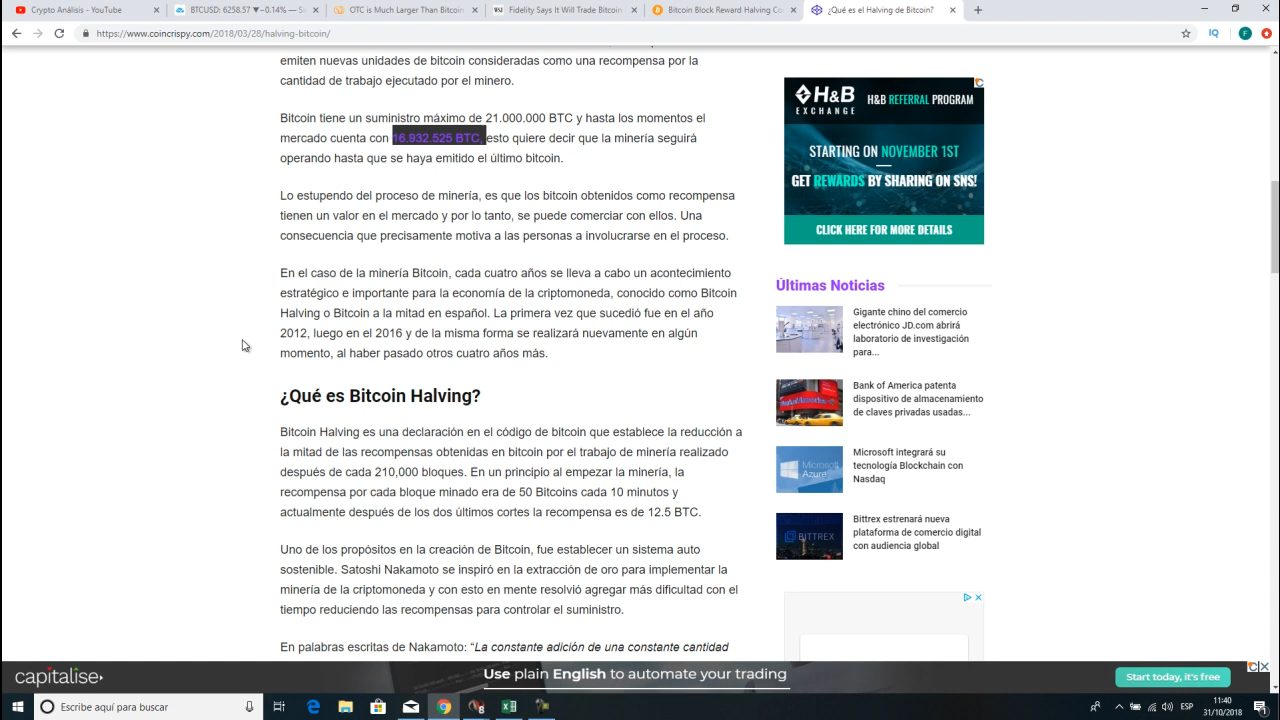 Crypto Análisis - YouTube
BTCUSD: 6258.57 ▼−0.14% — Se
OTC is Much Larger Than Bitcoin
Fidelity Says It Will Trade Bitcoin
Bitcoin Block Reward Halving Co
¿Qué es el Halving de Bitcoin?
https://www.coincrispy.com/2018/03/28/halving-bitcoin/
emiten nuevas unidades de bitcoin consideradas como una recompensa por la
cantidad de trabajo ejecutado por el minero.
Bitcoin tiene un suministro máximo de 21.000.000 BTC y hasta los momentos el
mercado cuenta con 16.932.525 BTC, esto quiere decir que la minería seguirá
operando hasta que se haya emitido el último bitcoin.
Lo estupendo del proceso de minería, es que los bitcoin obtenidos como recompensa
tienen un valor en el mercado y por lo tanto, se puede comerciar con ellos. Una
consecuencia que precisamente motiva a las personas a involucrarse en el proceso.
En el caso de la minería Bitcoin, cada cuatro años se lleva a cabo un acontecimiento
estratégico e importante para la economía de la criptomoneda, conocido como Bitcoin
Halving o Bitcoin a la mitad en español. La primera vez que sucedió fue en el año
2012, luego en el 2016 y de la misma forma se realizará nuevamente en algún
momento, al haber pasado otros cuatro años más.
¿Qué es Bitcoin Halving?
Bitcoin Halving es una declaración en el código de bitcoin que establece la reducción a
la mitad de las recompensas obtenidas en bitcoin por el trabajo de minería realizado
después de cada 210,000 bloques. En un principio al empezar la minería, la
recompensa por cada bloque minado era de 50 Bitcoins cada 10 minutos y
actualmente después de los dos últimos cortes la recompensa es de 12.5 BTC.
Uno de los propósitos en la creación de Bitcoin, fue establecer un sistema auto
sostenible. Satoshi Nakamoto se inspiró en la extracción de oro para implementar la
minería de la criptomoneda y con esto en mente resolvió agregar más dificultad con el
tiempo reduciendo las recompensas para controlar el suministro.
En palabras escritas de Nakamoto: “La constante adición de una constante cantidad
H&B
EXCHANGE
H&B REFERRAL PROGRAM
STARTING ON NOVEMBER 1ST
GET REWARDS BY SHARING ON SNS!
CLICK HERE FOR MORE DETAILS
Últimas Noticias
Gigante chino del comercio
electrónico JD.com abrirá
laboratorio de investigación
para...
Bank of America patenta
dispositivo de almacenamiento
de claves privadas usadas...
Microsoft
Azure
Microsoft integrará su
tecnología Blockchain con
Nasdaq
BITTREX
Bittrex estrenará nueva
plataforma de comercio digital
con audiencia global
capitalise
Use plain English to automate your trading
Start today, it's free
Escribe aquí para buscar
ESP
11:40
31/10/2018